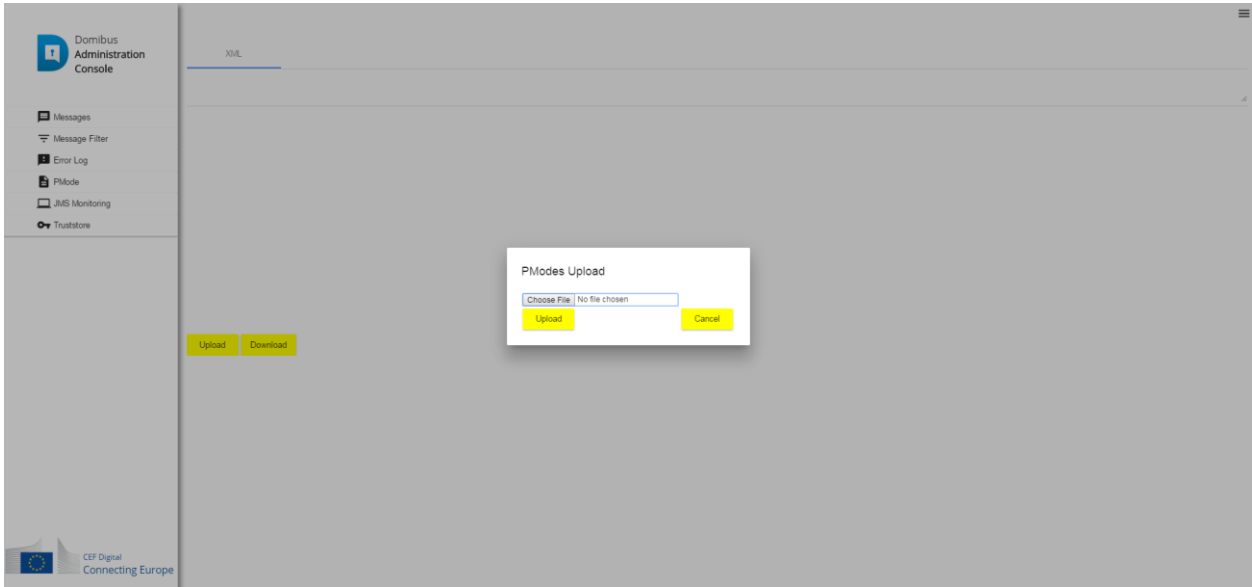 Domibus
Administration
Console
XML
Messages
Message Filter
Error Log
PMode
JMS Monitoring
Truststore
PModes Upload
Choose File No file chosen
Upload Cancel
Upload Download
CEF Digital
Connecting Europe